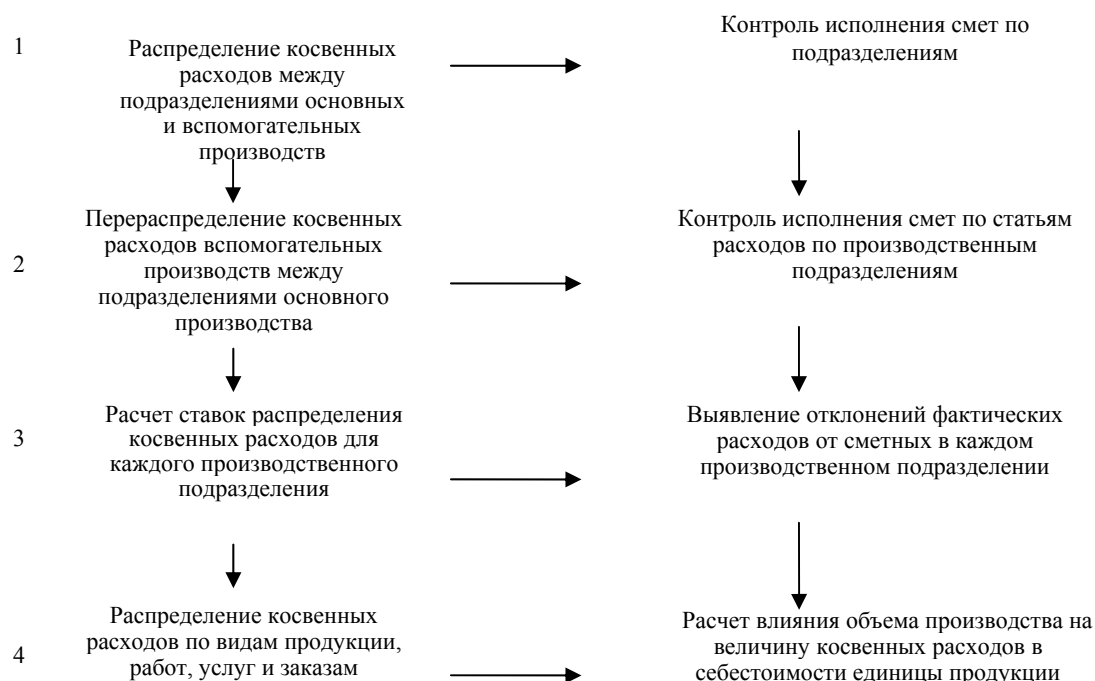 1
Распределение косвенных
расходов между
подразделениями основных
и вспомогательных
производств
Контроль исполнения смет по
подразделениям
2
Перераспределение косвенных
расходов вспомогательных
производств между
подразделениями основного
производства
Контроль исполнения смет по статьям
расходов по производственным
подразделениям
3
Расчет ставок распределения
косвенных расходов для
каждого производственного
подразделения
Выявление отклонений фактических
расходов от сметных в каждом
производственном подразделении
4
Распределение косвенных
расходов по видам продукции,
работ, услуг и заказам
Расчет влияния объема производства на
величину косвенных расходов в
себестоимости единицы продукции